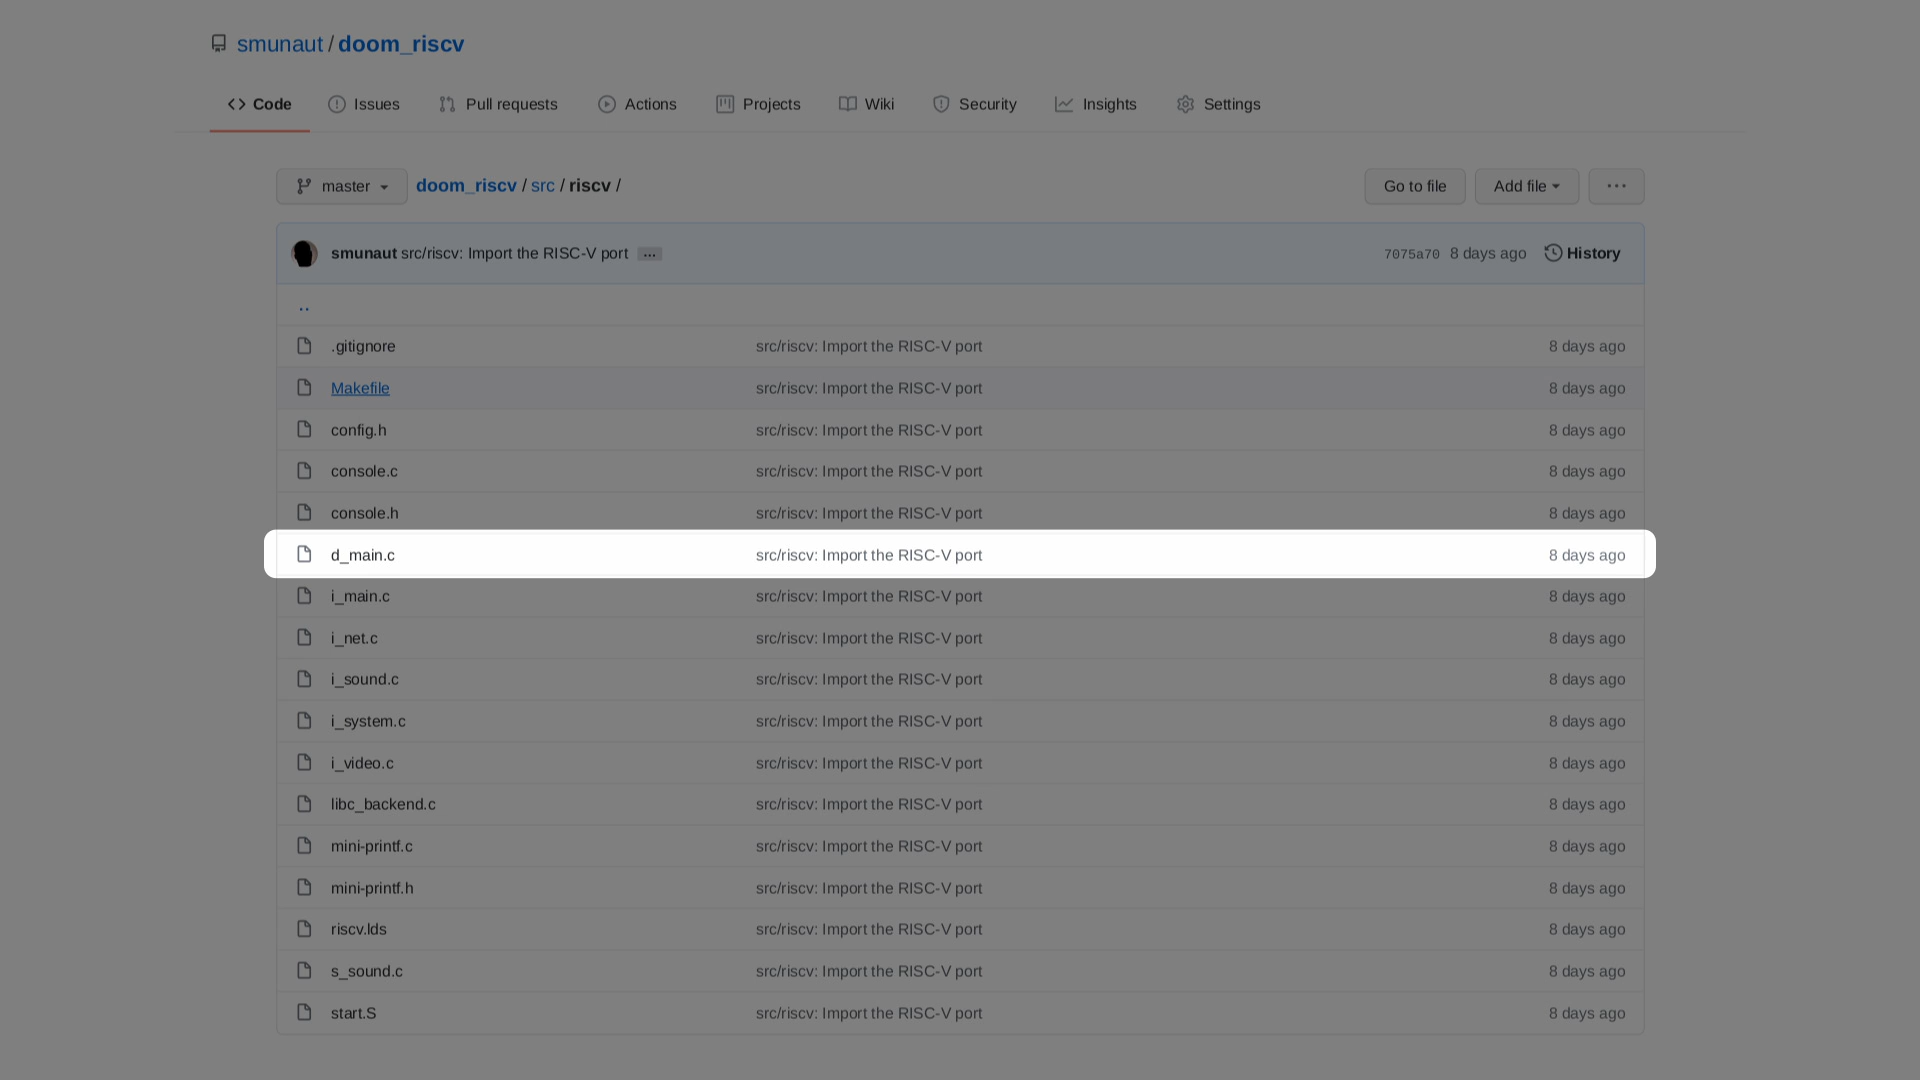 smunaut / doom_riscv
Code Issues Pull requests Actions Projects Wiki Security Insights Settings
master doom_riscv / src / riscv / Go to file Add file ...
smunaut src/riscv: Import the RISC-V port ... 7075a70 8 days ago History
..
.gitignore src/riscv: Import the RISC-V port 8 days ago
Makefile src/riscv: Import the RISC-V port 8 days ago
config.h src/riscv: Import the RISC-V port 8 days ago
console.c src/riscv: Import the RISC-V port 8 days ago
console.h src/riscv: Import the RISC-V port 8 days ago
d_main.c src/riscv: Import the RISC-V port 8 days ago
i_main.c src/riscv: Import the RISC-V port 8 days ago
i_net.c src/riscv: Import the RISC-V port 8 days ago
i_sound.c src/riscv: Import the RISC-V port 8 days ago
i_system.c src/riscv: Import the RISC-V port 8 days ago
i_video.c src/riscv: Import the RISC-V port 8 days ago
libc_backend.c src/riscv: Import the RISC-V port 8 days ago
mini-printf.c src/riscv: Import the RISC-V port 8 days ago
mini-printf.h src/riscv: Import the RISC-V port 8 days ago
riscv.lds src/riscv: Import the RISC-V port 8 days ago
s_sound.c src/riscv: Import the RISC-V port 8 days ago
start.S src/riscv: Import the RISC-V port 8 days ago